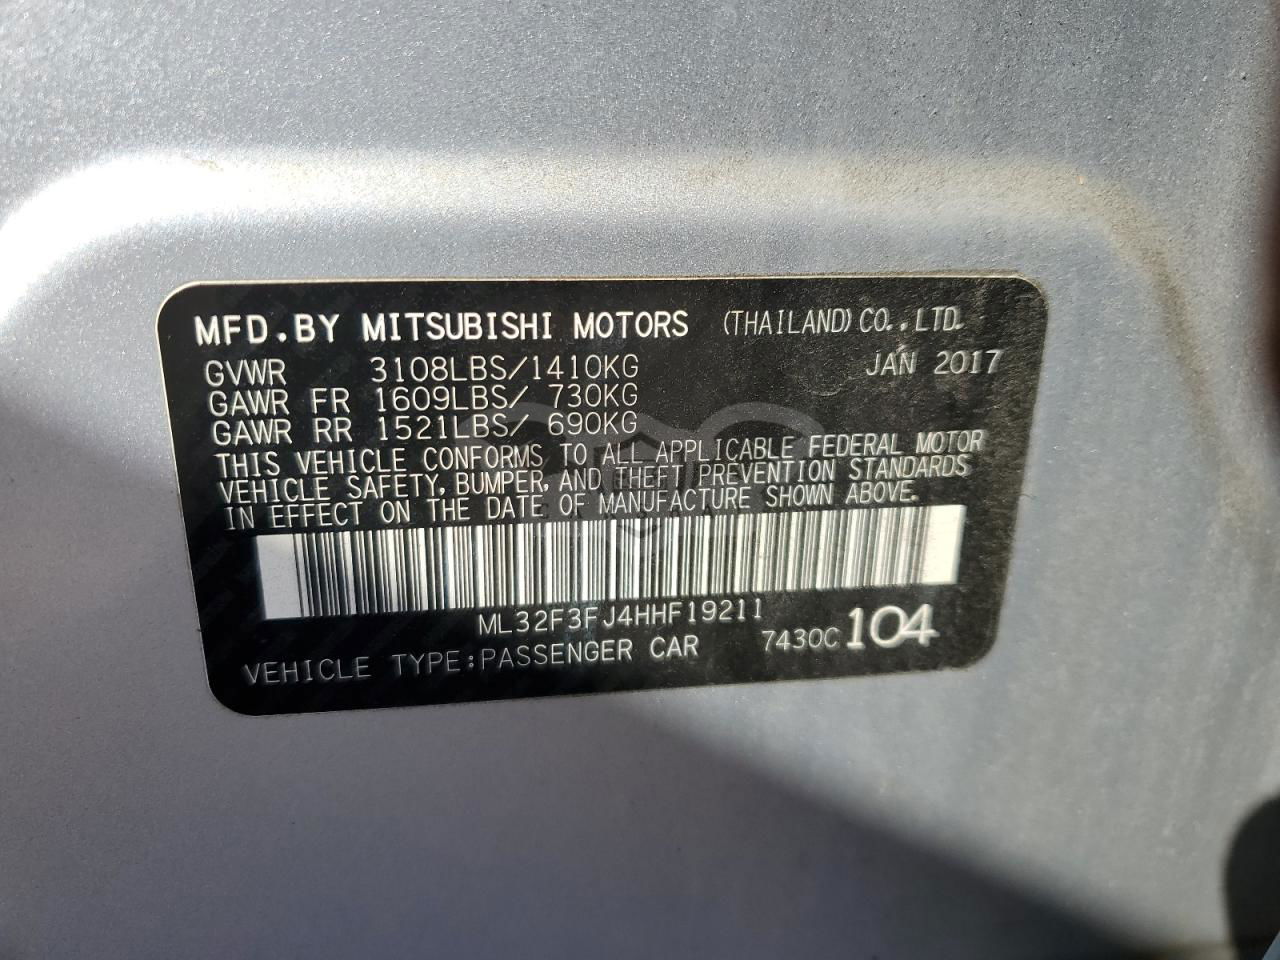 MFD.BY MITSUBISHI MOTORS (THAILAND) CO.,LTD.
GVWR 3108LBS/1410KG JAN 2017
GAWR FR 1609LBS/ 730KG
GAWR RR 1521LBS/ 690KG
THIS VEHICLE CONFORMS TO ALL APPLICABLE FEDERAL MOTOR
VEHICLE SAFETY, BUMPER, AND THEFT PREVENTION STANDARDS
IN EFFECT ON THE DATE OF MANUFACTURE SHOWN ABOVE.
ML32F3FJ4HHF19211
VEHICLE TYPE:PASSENGER CAR 7430C 104